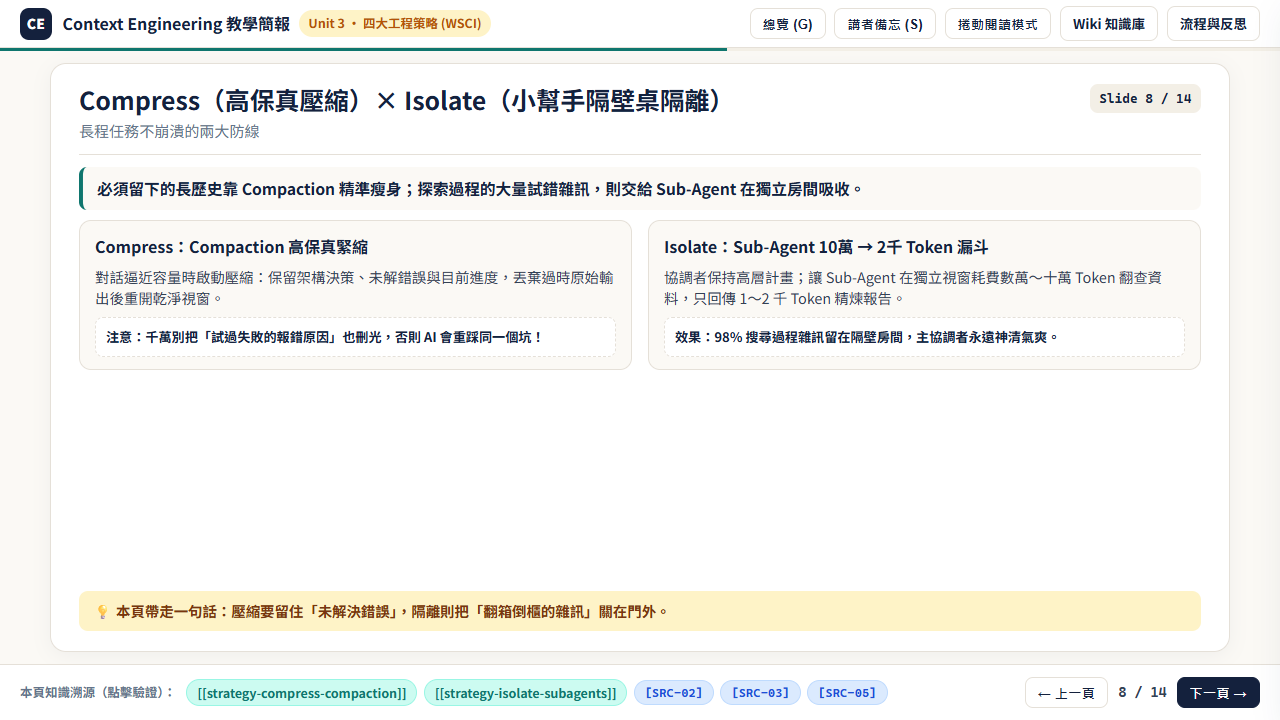 CE Context Engineering 教學簡報 Unit 3 • 四大工程策略 (WSCI) 總覽 (G) 講者備忘 (S) 捲動閱讀模式 Wiki 知識庫 流程與反思
Compress（高保真壓縮）× Isolate（小幫手隔壁桌隔離）
Slide 8 / 14
長程任務不崩潰的兩大防線
必須留下的長歷史靠 Compaction 精準瘦身；探索過程的大量試錯雜訊，則交給 Sub-Agent 在獨立房間吸收。
Compress：Compaction 高保真緊縮
對話逼近容量時啟動壓縮：保留架構決策、未解錯誤與目前進度，丟棄過時原始輸
出後重開乾淨視窗。
注意：千萬別把「試過失敗的報錯原因」也刪光，否則 AI 會重踩同一個坑！
Isolate：Sub-Agent 10萬 → 2千 Token 漏斗
協調者保持高層計畫；讓 Sub-Agent 在獨立視窗耗費數萬～十萬 Token 翻查資
料，只回傳 1～2 千 Token 精煉報告。
效果：98% 搜尋過程雜訊留在隔壁房間，主協調者永遠神清氣爽。
💡 本頁帶走一句話：壓縮要留住「未解決錯誤」，隔離則把「翻箱倒櫃的雜訊」關在門外。
本頁知識溯源（點擊驗證）： [[strategy-compress-compaction]] [[strategy-isolate-subagents]] [SRC-02] [SRC-03] [SRC-05] ← 上一頁 8 / 14 下一頁 →